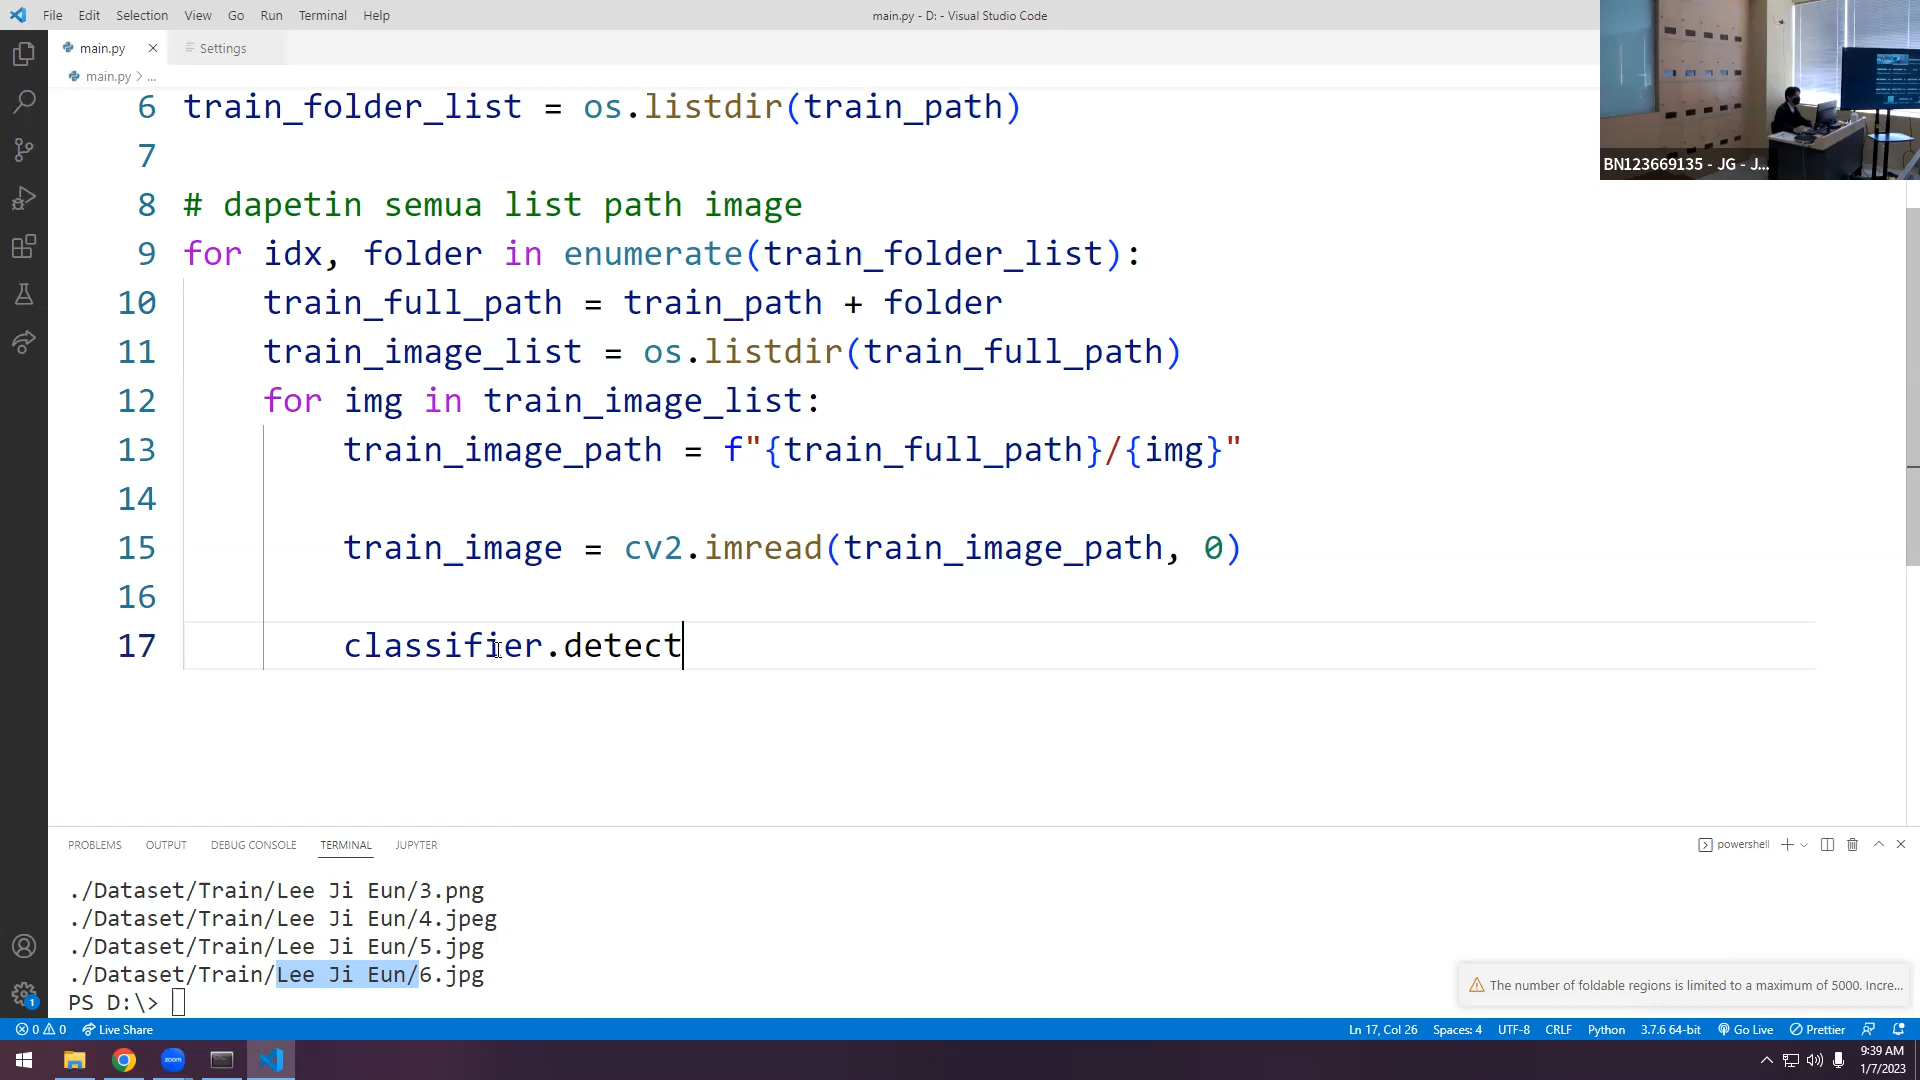 File Edit Selection View Go Run Terminal Help
main.py - D: - Visual Studio Code
main.py × Settings
main.py > ...
6 train_folder_list = os.listdir(train_path)
7
8 # dapetin semua list path image
9 for idx, folder in enumerate(train_folder_list):
10 train_full_path = train_path + folder
11 train_image_list = os.listdir(train_full_path)
12 for img in train_image_list:
13 train_image_path = f"{train_full_path}/{img}"
14
15 train_image = cv2.imread(train_image_path, 0)
16
17 classifier.detect
BN123669135 - JG - J...
PROBLEMS OUTPUT DEBUG CONSOLE TERMINAL JUPYTER
powershell
./Dataset/Train/Lee Ji Eun/3.png
./Dataset/Train/Lee Ji Eun/4.jpeg
./Dataset/Train/Lee Ji Eun/5.jpg
./Dataset/Train/Lee Ji Eun/6.jpg
PS D:\>
The number of foldable regions is limited to a maximum of 5000. Incre...
1
0 0 Live Share
Ln 17, Col 26 Spaces: 4 UTF-8 CRLF Python 3.7.6 64-bit Go Live Prettier
zoom
9:39 AM
1/7/2023